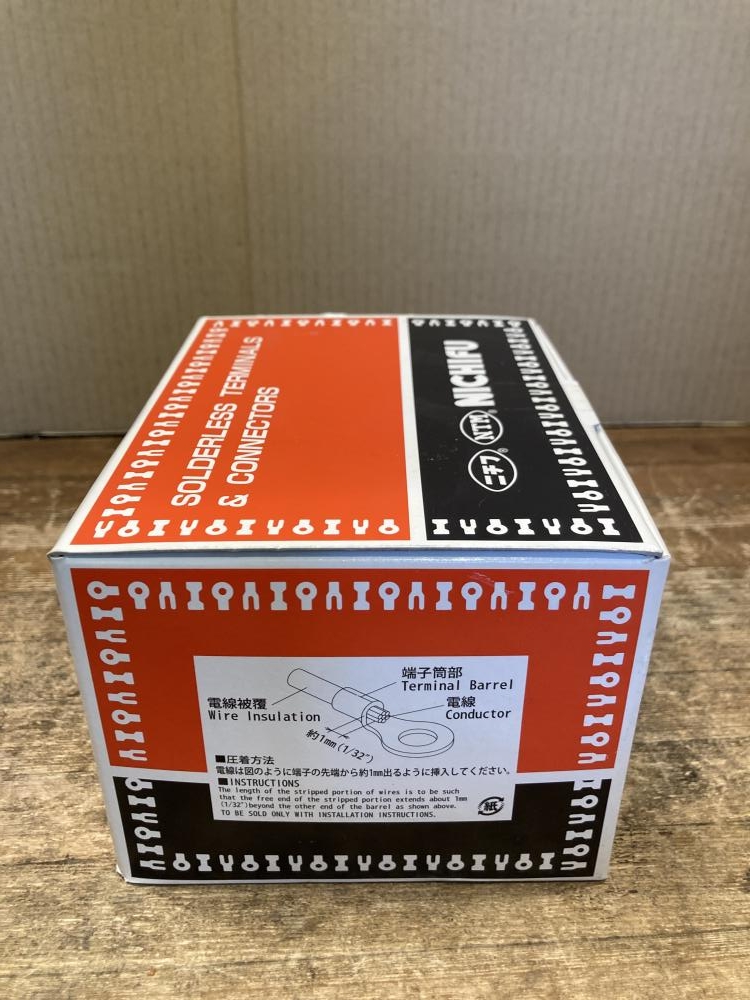 SOLDERLESS TERMINALS
& CONNECTORS
ニチフ® NTM® NICHIFU
端子筒部
Terminal Barrel
電線被覆
Wire Insulation
電線
Conductor
約1mm(1/32")
■圧着方法
電線は図のように端子の先端から約1mm出るように挿入してください。
■INSTRUCTIONS
The length of the stripped portion of wires is to be such
that the free end of the stripped portion extends about 1mm
(1/32")beyond the other end of the barrel as shown above.
TO BE SOLD ONLY WITH INSTALLATION INSTRUCTIONS.
紙